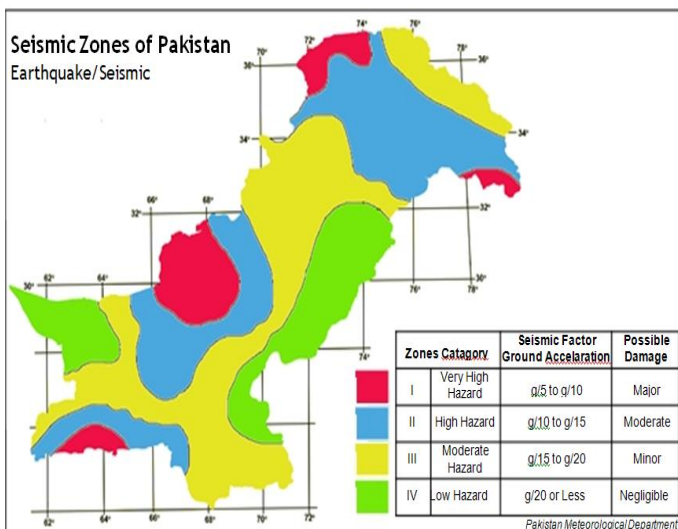 Seismic Zones of Pakistan
Earthquake/Seismic
74°
76°
70°
72°
78°
36°
36°
34°
34°
66°
68°
32°
32°
30°
62°
64°
30°
76°
78°
74°
62°
64°
66°
68°
70°
72°
Zones Catagory
Seismic Factor Ground Accelaration
Possible Damage
I
Very High Hazard
g/5 to g/10
Major
II
High Hazard
g/10 to g/15
Moderate
III
Moderate Hazard
g/15 to g/20
Minor
IV
Low Hazard
g/20 or Less
Negligible
Pakistan Meteorological Department